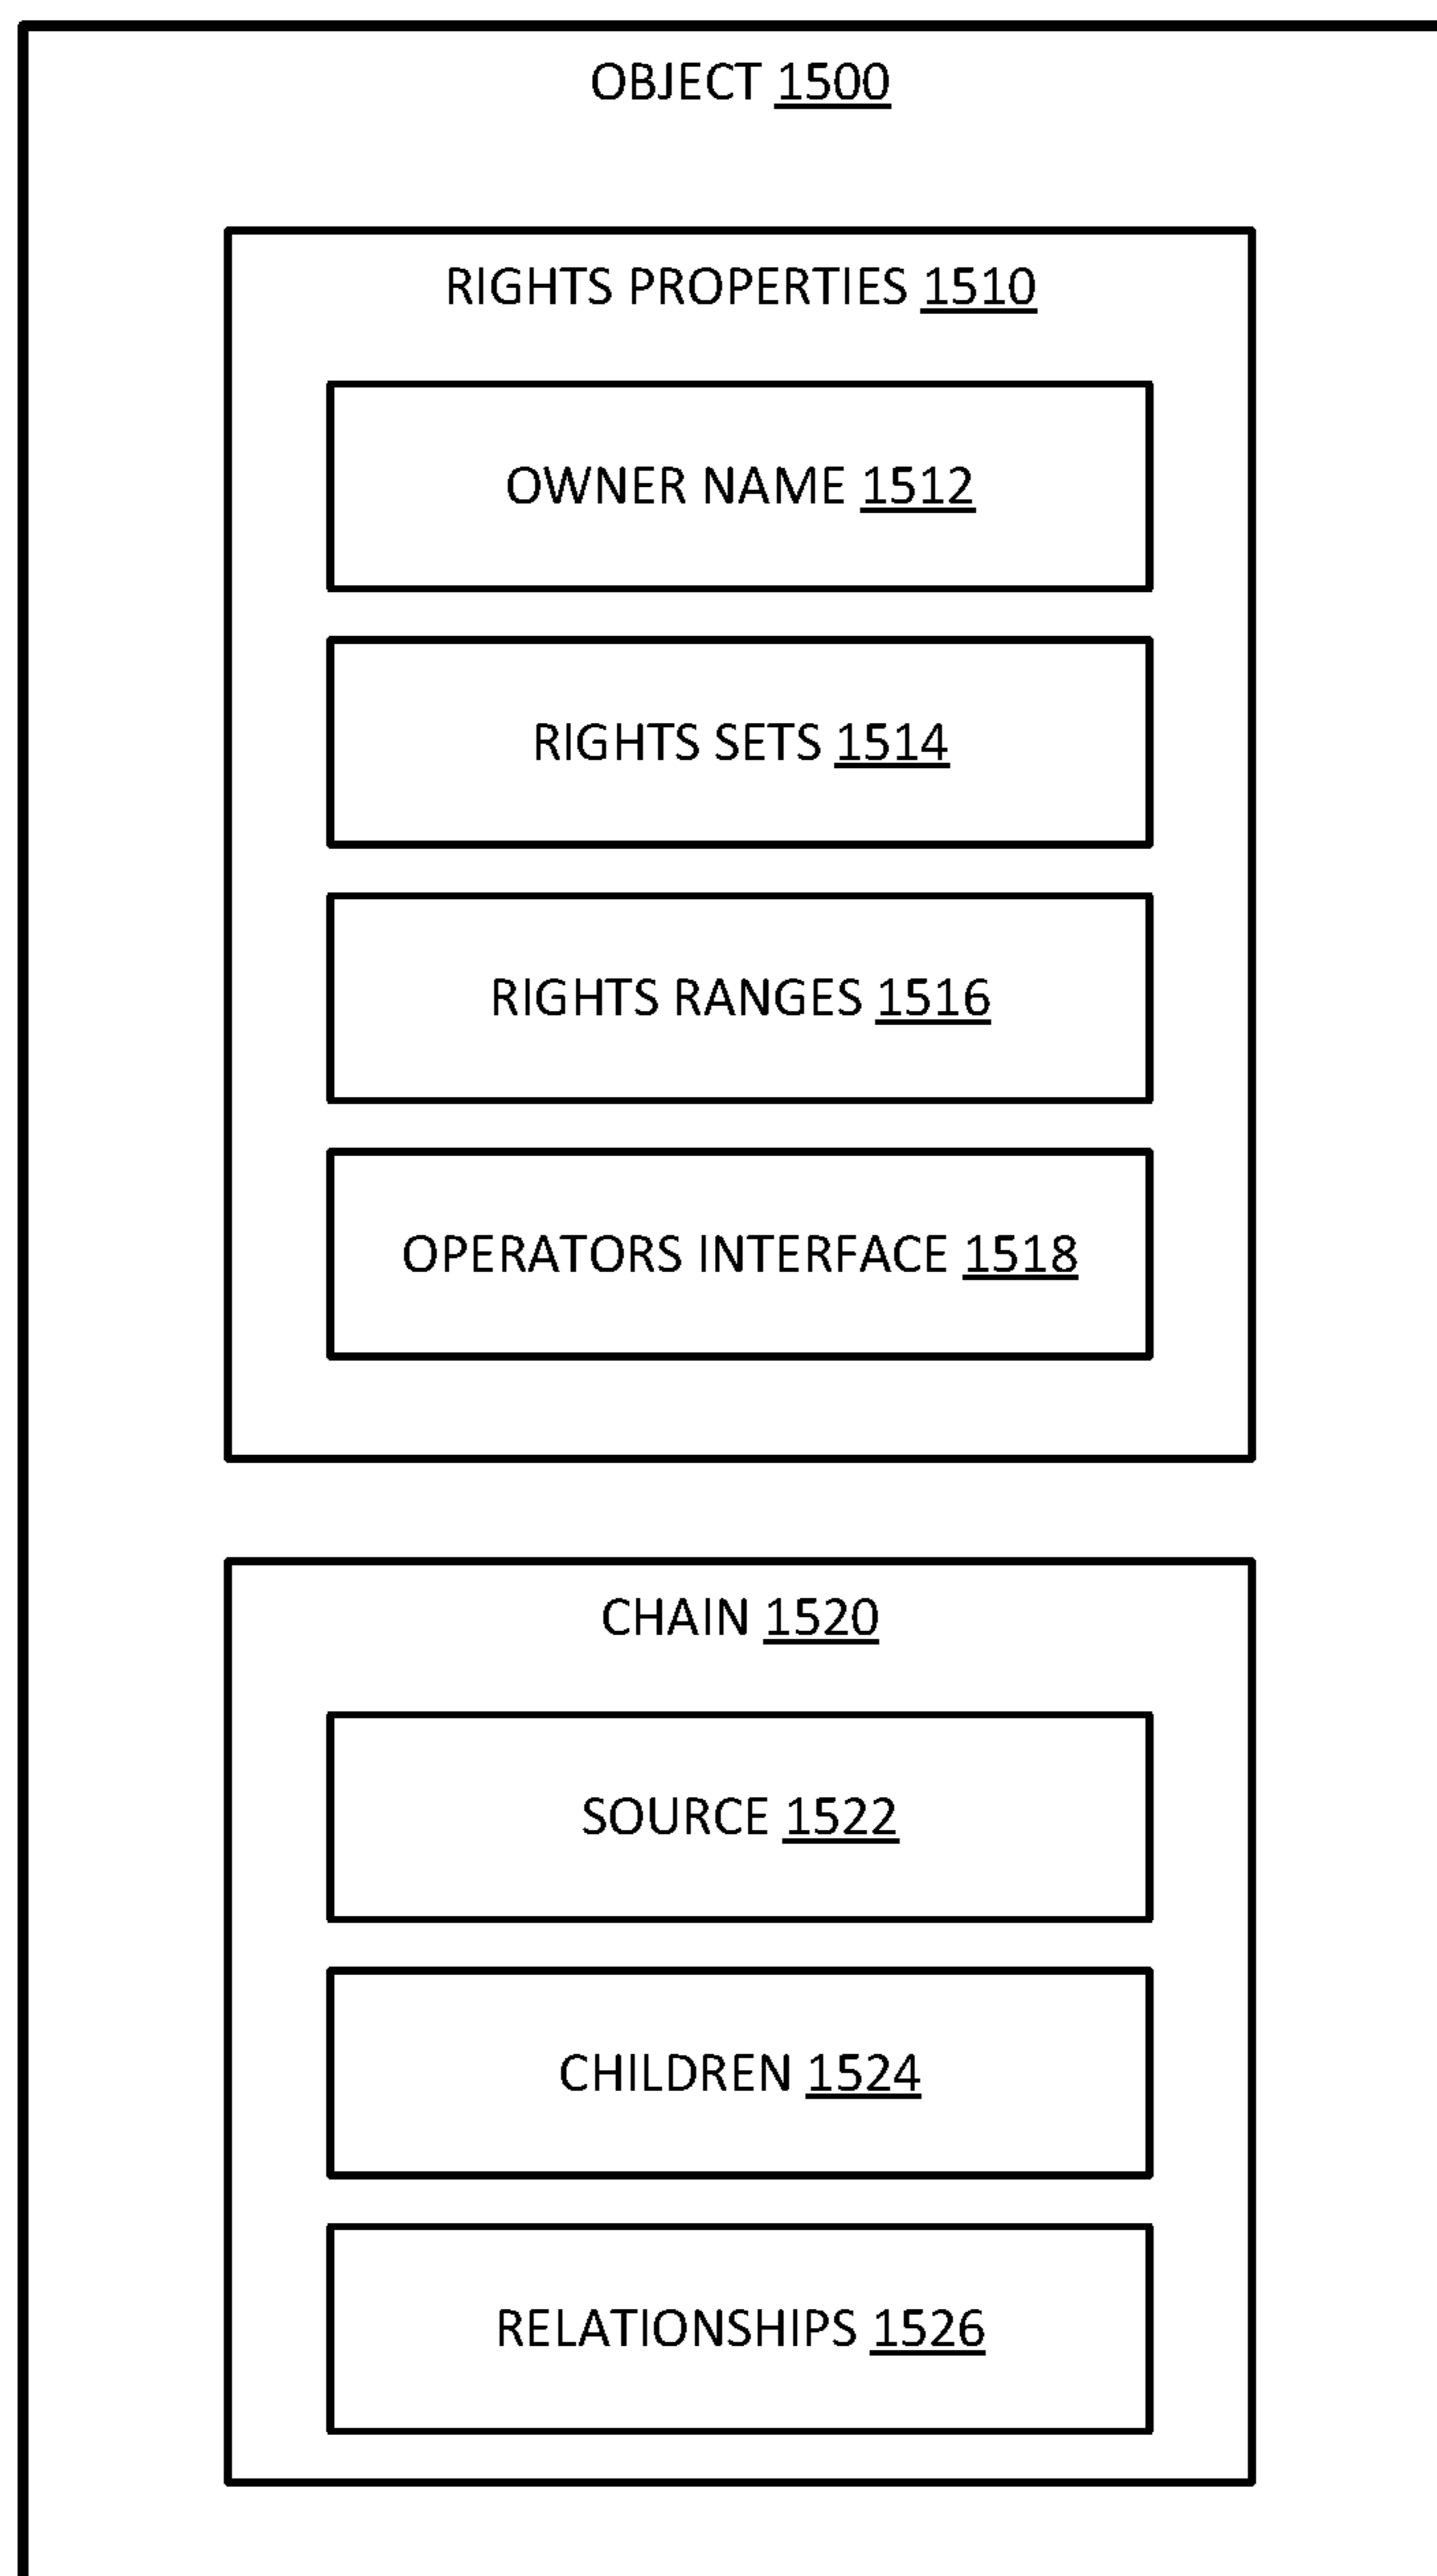 OBJECT 1500
RIGHTS PROPERTIES 1510
OWNER NAME 1512
RIGHTS SETS 1514
RIGHTS RANGES 1516
OPERATORS INTERFACE 1518
CHAIN 1520
SOURCE 1522
CHILDREN 1524
RELATIONSHIPS 1526